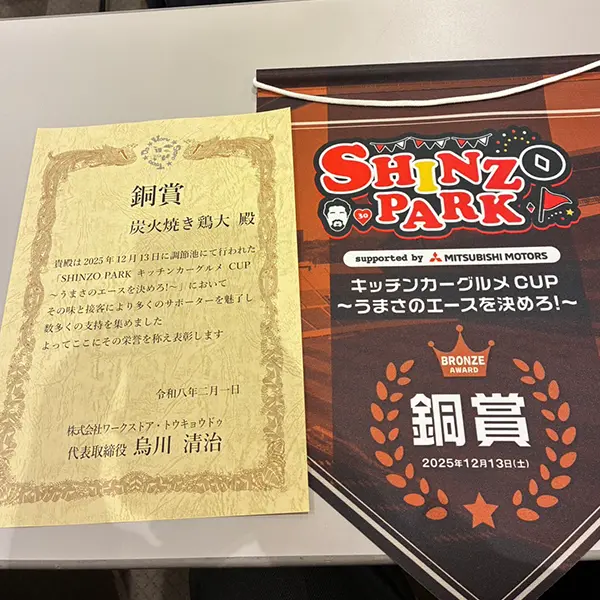 銅賞
炭火焼き鶏大 殿
貴殿は2025年12月13日に調節池にて行われた
「SHINZO PARK キッチンカーグルメ CUP
～うまさのエースを決めろ!～」において
その味と接客により多くのサポーターを魅了し
数多くの支持を集めました
よってここにその栄誉を称え表彰します
令和八年二月一日
株式会社ワークストア・トウキョウドゥ
代表取締役 烏川 清治
SHINZO
30
PARK
supported by MITSUBISHI MOTORS
キッチンカーグルメCUP
～うまさのエースを決めろ!～
BRONZE
AWARD
銅賞
2025年12月13日(土)